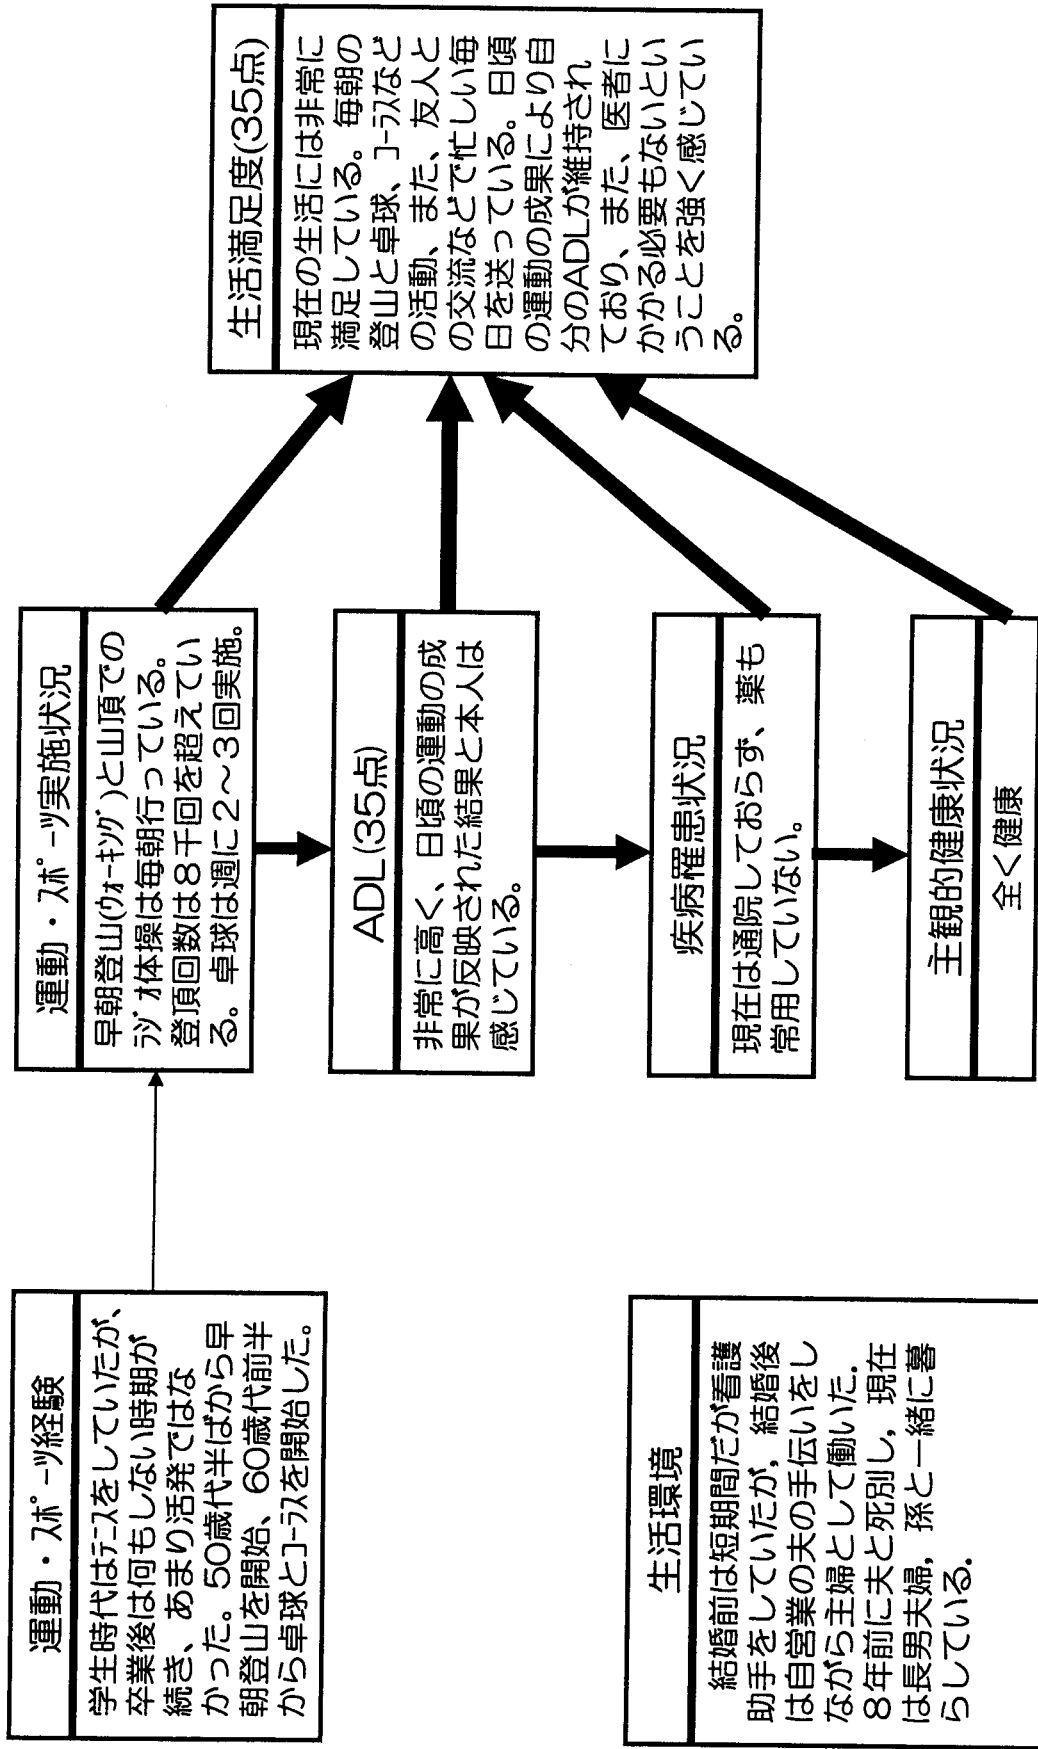 運動・ｽﾎﾟｰﾂ経験
学生時代はﾃﾆｽをしていたが、
卒業後は何もしない時期が
続き、あまり活発ではな
かった。50歳代半ばから早
朝登山を開始、60歳代前半
から卓球とｺｰﾗｽを開始した。
生活環境
結婚前は短期間だが看護
助手をしていたが，結婚後
は自営業の夫の手伝いをし
ながら主婦として働いた．
8年前に夫と死別し，現在
は長男夫婦，孫と一緒に暮
らしている．
運動・ｽﾎﾟｰﾂ実施状況
早朝登山(ｳｫｰｷﾝｸﾞ)と山頂での
ﾗｼﾞｵ体操は毎朝行っている。
登頂回数は8千回を超えてい
る。卓球は週に2～3回実施。
ADL(35点)
非常に高く、日頃の運動の成
果が反映された結果と本人は
感じている。
疾病罹患状況
現在は通院しておらず、薬も
常用していない。
主観的健康状況
全く健康
生活満足度(35点)
現在の生活には非常に
満足している。毎朝の
登山と卓球、ｺｰﾗｽなど
の活動、また、友人と
の交流などで忙しい毎
日を送っている。日頃
の運動の成果により自
分のADLが維持され
ており、また、医者に
かかる必要もないとい
うことを強く感じてい
る。